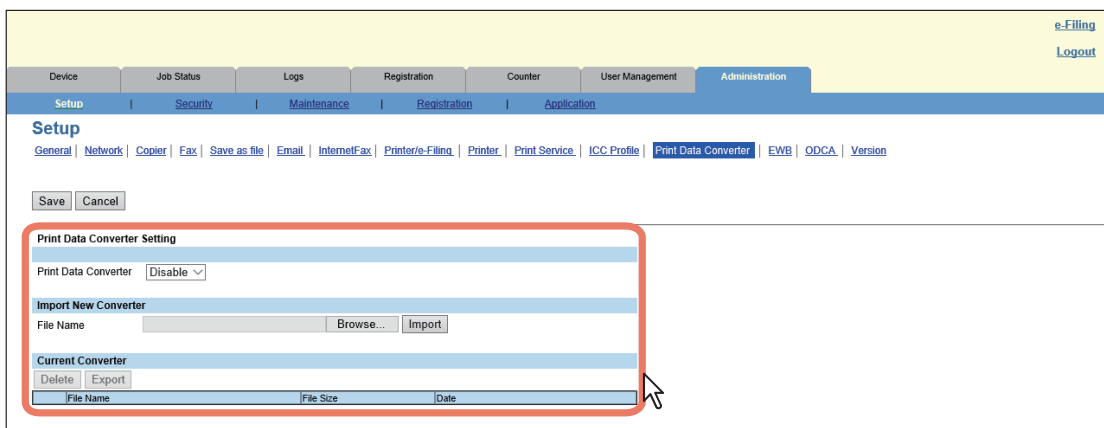 e-Filing
Logout
Device Job Status Logs Registration Counter User Management Administration
Setup | Security | Maintenance | Registration | Application
Setup
General | Network | Copier | Fax | Save as file | Email | InternetFax | Printer/e-Filing | Printer | Print Service | ICC Profile | Print Data Converter | EWB | ODCA | Version
Save Cancel
Print Data Converter Setting
Print Data Converter Disable
Import New Converter
File Name Browse... Import
Current Converter
Delete Export
File Name File Size Date